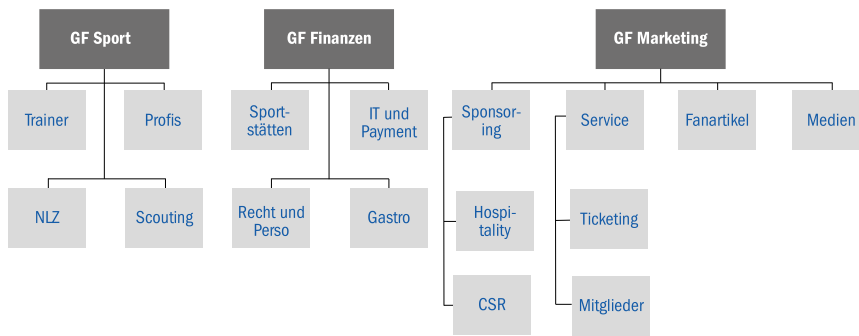 GF Sport
GF Finanzen
GF Marketing
Trainer
Profis
Sport-
stätten
IT und
Payment
Sponsor-
ing
Service
Fanartikel
Medien
NLZ
Scouting
Recht und
Perso
Gastro
Hospi-
tality
Ticketing
CSR
Mitglieder